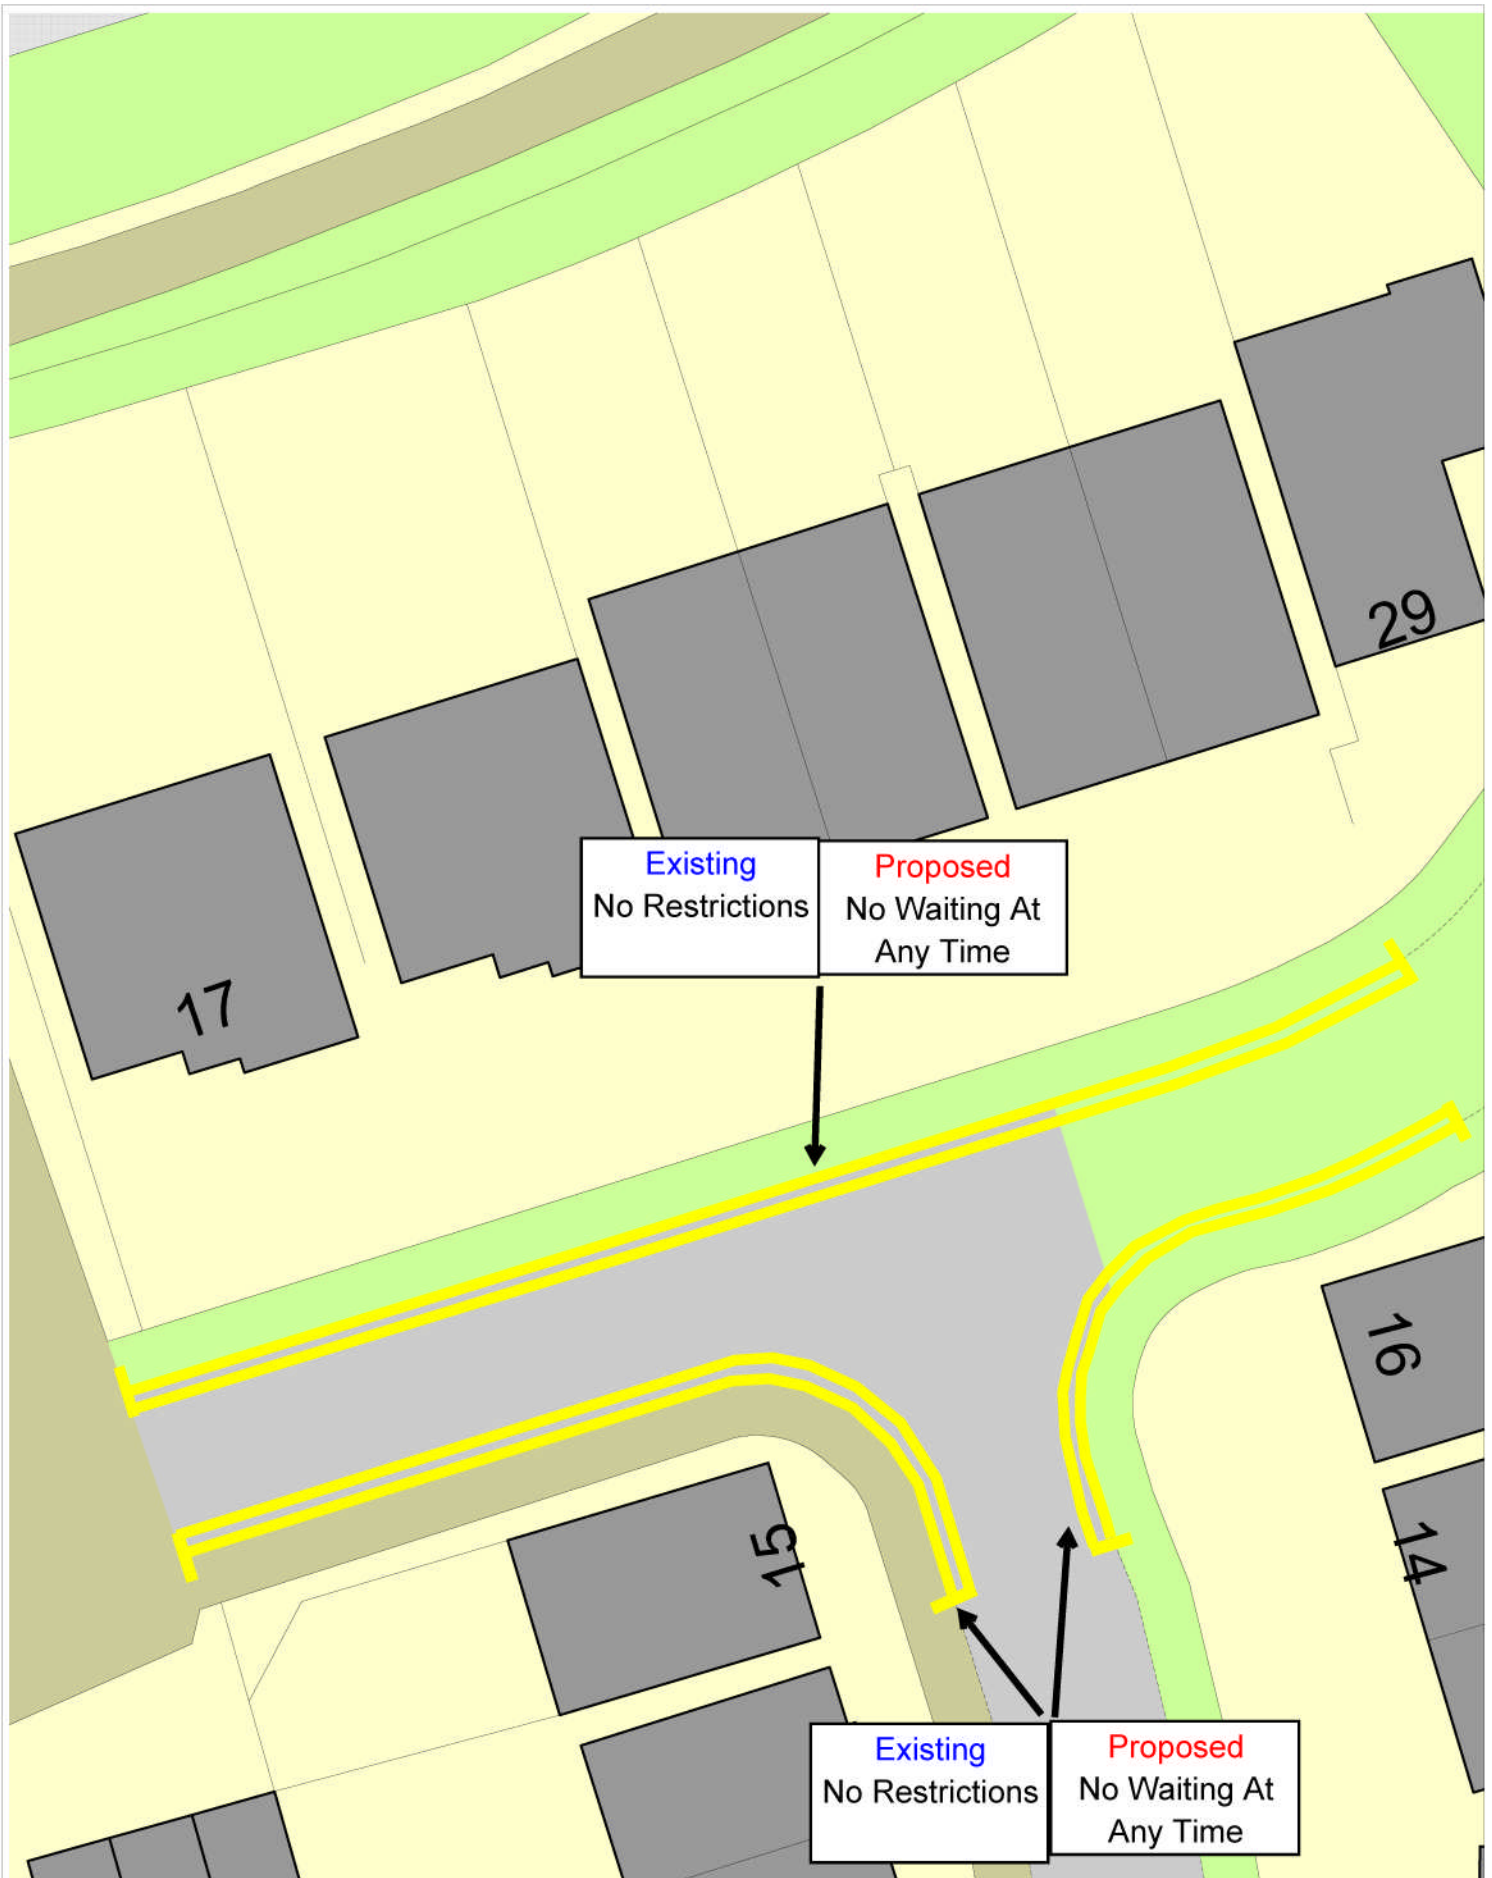 29
Existing
No Restrictions
Proposed
No Waiting At
Any Time
17
16
15
14
Existing
No Restrictions
Proposed
No Waiting At
Any Time